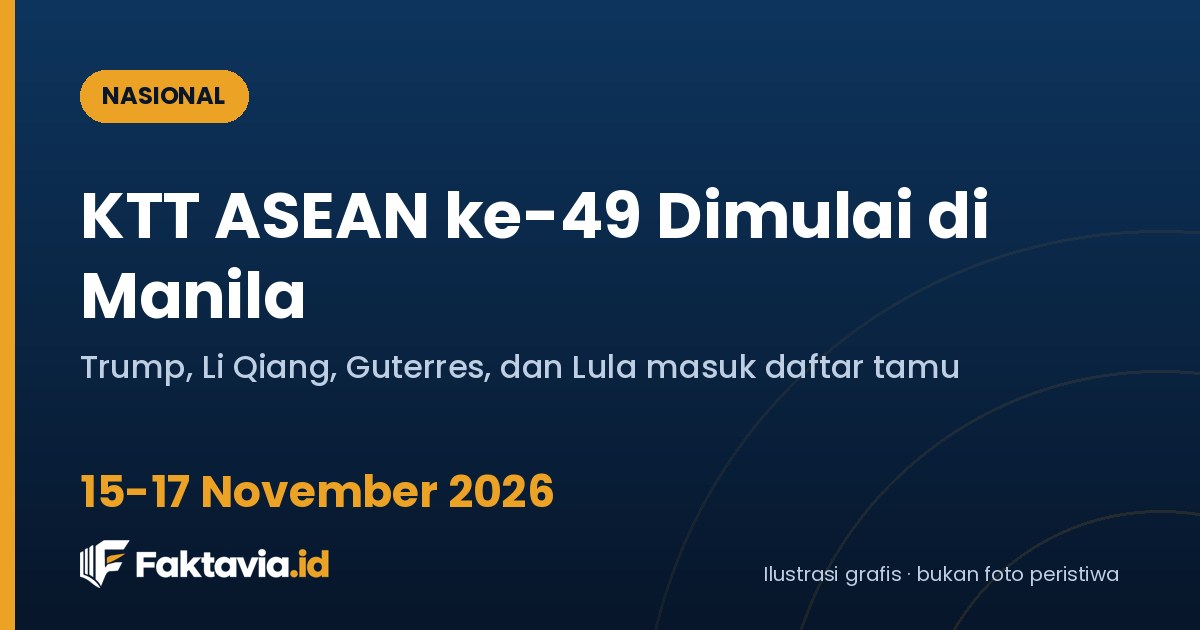 NASIONAL
KTT ASEAN ke-49 Dimulai di
Manila
Trump, Li Qiang, Guterres, dan Lula masuk daftar tamu
15-17 November 2026
Faktavia.id
Ilustrasi grafis · bukan foto peristiwa